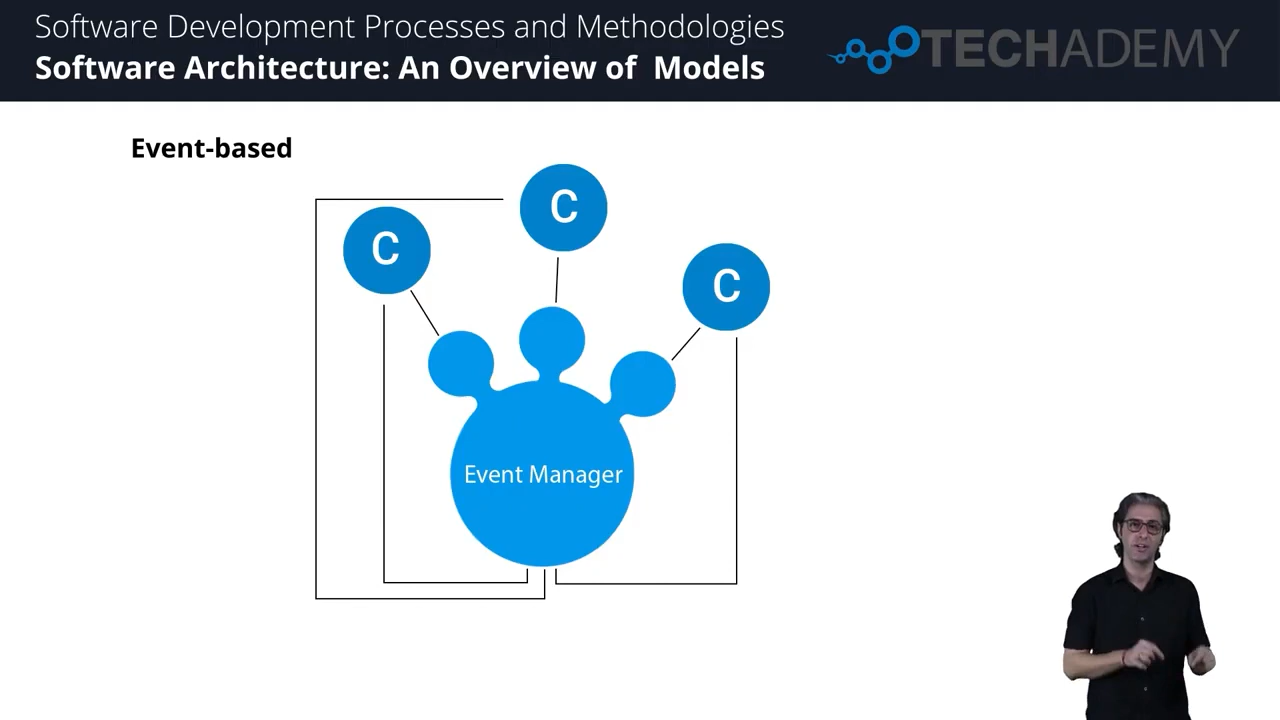 Software Development Processes and Methodologies
Software Architecture: An Overview of Models
TECHADEMY
Event-based
C
C
C
Event Manager